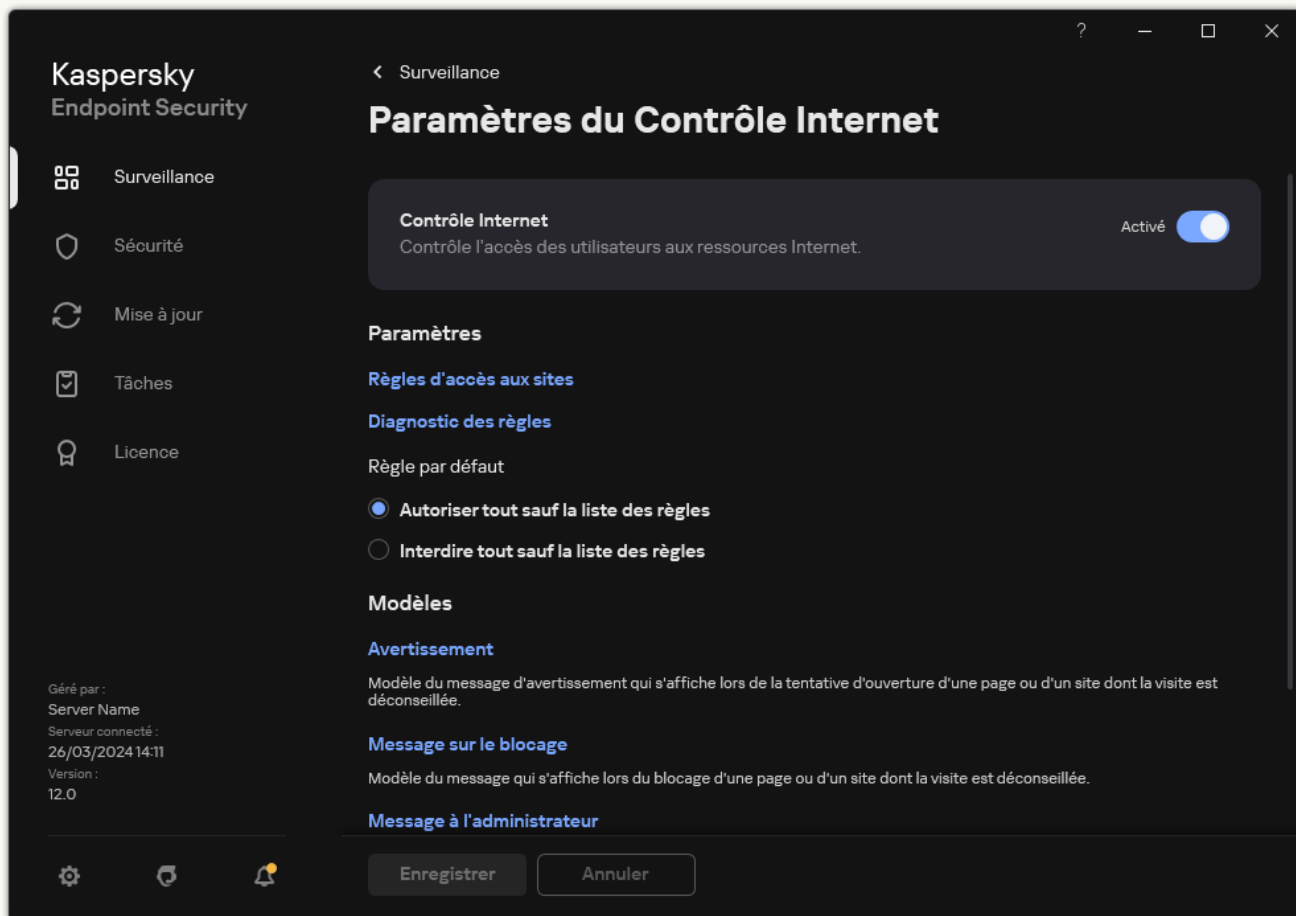 ?
Kaspersky
Endpoint Security
Surveillance
Sécurité
Mise à jour
Tâches
Licence
Géré par :
Server Name
Serveur connecté :
26/03/2024 14:11
Version :
12.0
Surveillance
Paramètres du Contrôle Internet
Contrôle Internet
Contrôle l'accès des utilisateurs aux ressources Internet.
Activé
Paramètres
Règles d'accès aux sites
Diagnostic des règles
Règle par défaut
Autoriser tout sauf la liste des règles
Interdire tout sauf la liste des règles
Modèles
Avertissement
Modèle du message d'avertissement qui s'affiche lors de la tentative d'ouverture d'une page ou d'un site dont la visite est
déconseillée.
Message sur le blocage
Modèle du message qui s'affiche lors du blocage d'une page ou d'un site dont la visite est déconseillée.
Message à l'administrateur
Enregistrer
Annuler